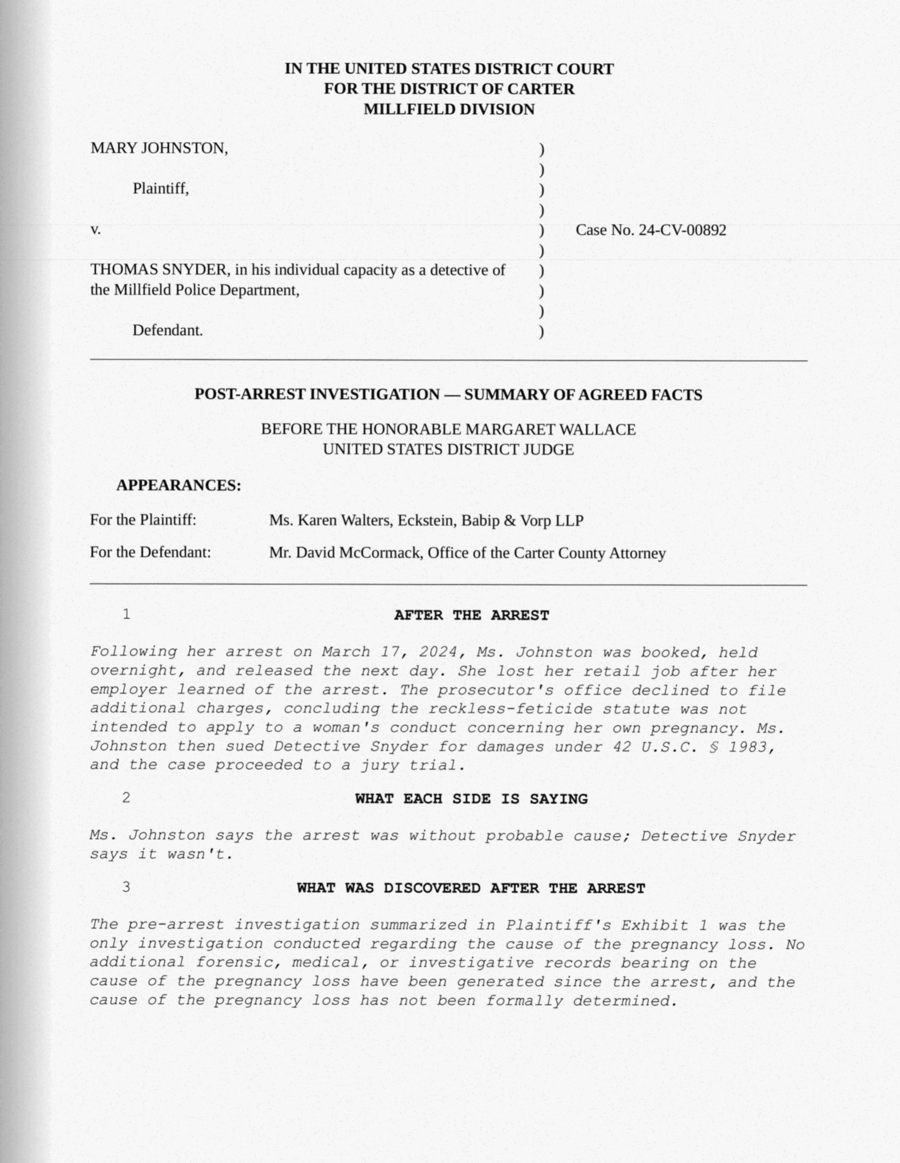 IN THE UNITED STATES DISTRICT COURT
FOR THE DISTRICT OF CARTER
MILLFIELD DIVISION
MARY JOHNSTON, )
)
Plaintiff, )
)
v. ) Case No. 24-CV-00892
)
THOMAS SNYDER, in his individual capacity as a detective of )
the Millfield Police Department, )
)
Defendant. )
POST-ARREST INVESTIGATION — SUMMARY OF AGREED FACTS
BEFORE THE HONORABLE MARGARET WALLACE
UNITED STATES DISTRICT JUDGE
APPEARANCES:
For the Plaintiff: Ms. Karen Walters, Eckstein, Babip & Vorp LLP
For the Defendant: Mr. David McCormack, Office of the Carter County Attorney
1 AFTER THE ARREST
Following her arrest on March 17, 2024, Ms. Johnston was booked, held
overnight, and released the next day. She lost her retail job after her
employer learned of the arrest. The prosecutor's office declined to file
additional charges, concluding the reckless-feticide statute was not
intended to apply to a woman's conduct concerning her own pregnancy. Ms.
Johnston then sued Detective Snyder for damages under 42 U.S.C. § 1983,
and the case proceeded to a jury trial.
2 WHAT EACH SIDE IS SAYING
Ms. Johnston says the arrest was without probable cause; Detective Snyder
says it wasn't.
3 WHAT WAS DISCOVERED AFTER THE ARREST
The pre-arrest investigation summarized in Plaintiff's Exhibit 1 was the
only investigation conducted regarding the cause of the pregnancy loss. No
additional forensic, medical, or investigative records bearing on the
cause of the pregnancy loss have been generated since the arrest, and the
cause of the pregnancy loss has not been formally determined.